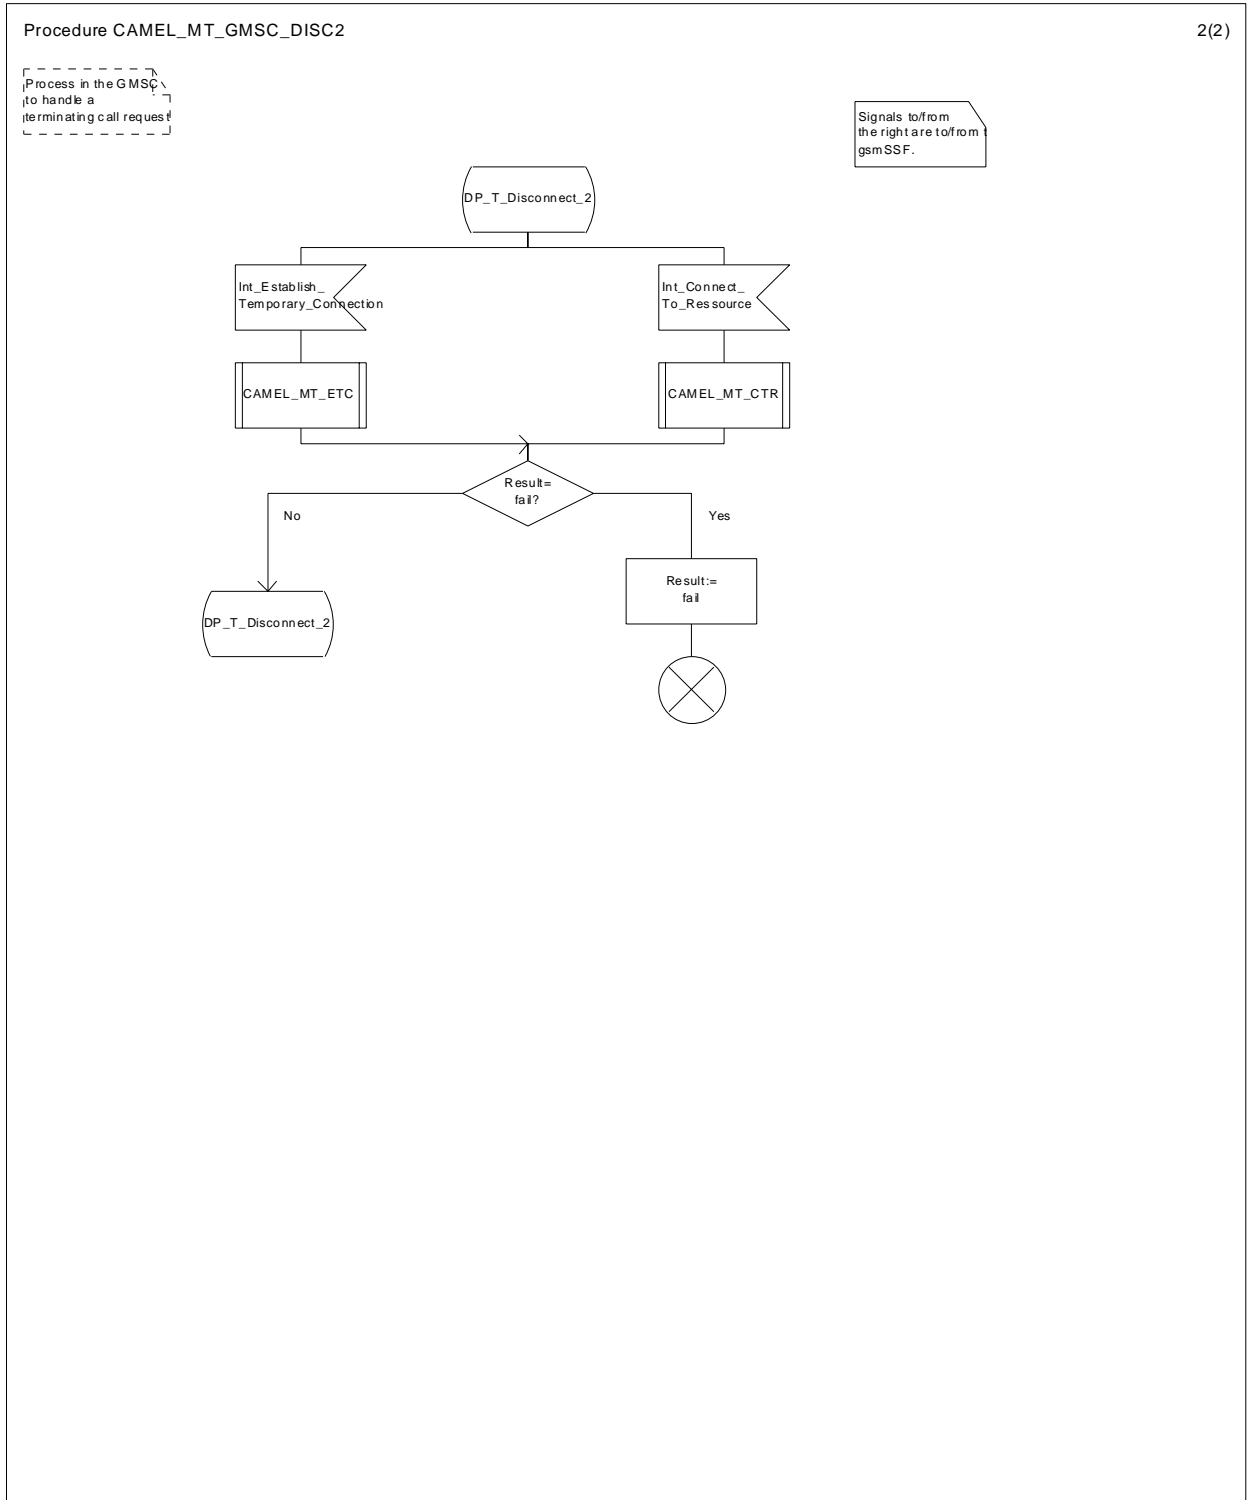 Procedure CAMEL_MT_GMSC_DISC2
2(2)
Process in the GMSC
to handle a
terminating call request
Signals to/from
the right are to/from t
gsmSSF.
DP_T_Disconnect_2
Int_Establish_
Temporary_Connection
Int_Connect_
To_Ressource
CAMEL_MT_ETC
CAMEL_MT_CTR
Result=
fail?
No
Yes
Result:=
fail
DP_T_Disconnect_2